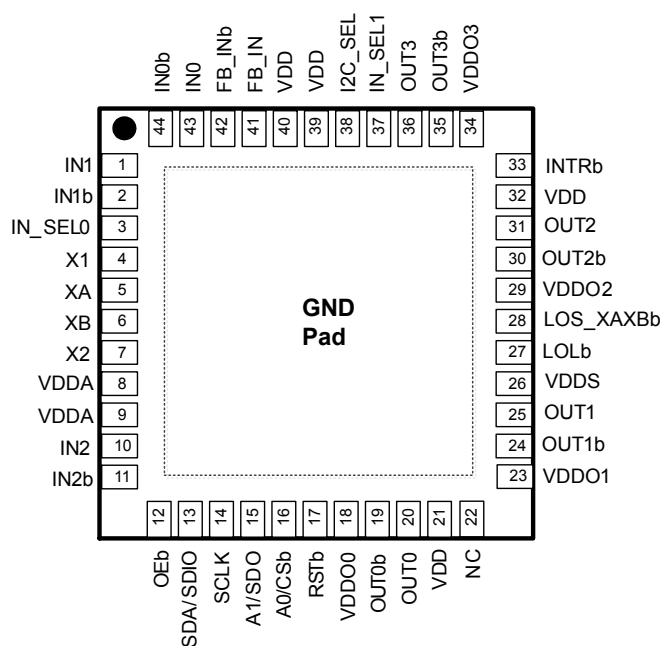 IN0b IN0 FB_INb FB_IN VDD VDD I2C_SEL IN_SEL1 OUT3 OUT3b VDDO3
44 43 42 41 40 39 38 37 36 35 34
IN1 1
IN1b 2
IN_SEL0 3
X1 4
XA 5
XB 6
X2 7
VDDA 8
VDDA 9
IN2 10
IN2b 11
GND
Pad
33 INTRb
32 VDD
31 OUT2
30 OUT2b
29 VDDO2
28 LOS_XAXBb
27 LOLb
26 VDDS
25 OUT1
24 OUT1b
23 VDDO1
12 13 14 15 16 17 18 19 20 21 22
OEb SDA/SDIO SCLK A1/SDO A0/CSb RSTb VDDO0 OUT0b OUT0 VDD NC